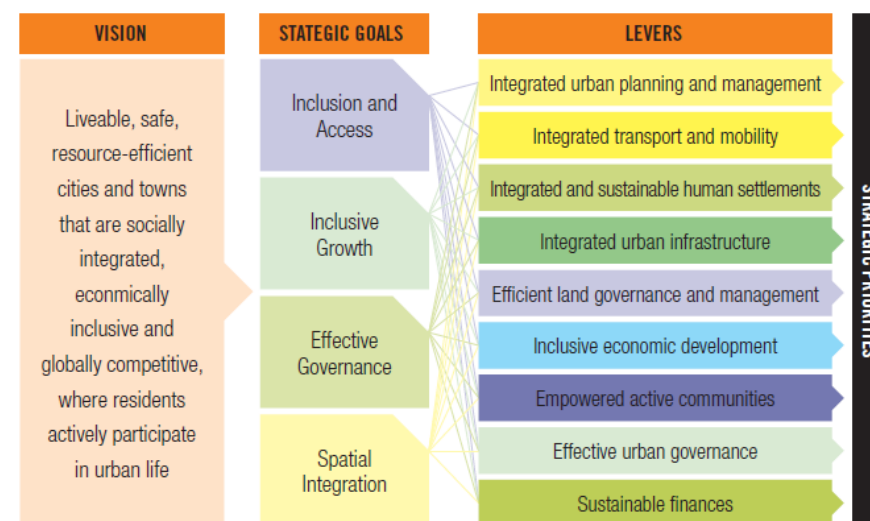 VISION
Liveable, safe,
resource-efficient
cities and towns
that are socially
integrated,
econmically
inclusive and
globally competitive,
where residents
actively participate
in urban life
STATEGIC GOALS
Inclusion and
Access
Inclusive
Growth
Effective
Governance
Spatial
Integration
LEVERS
Integrated urban planning and management
Integrated transport and mobility
Integrated and sustainable human settlements
Integrated urban infrastructure
Efficient land governance and management
Inclusive economic development
Empowered active communities
Effective urban governance
Sustainable finances
STRATEGIC PRIORITIES